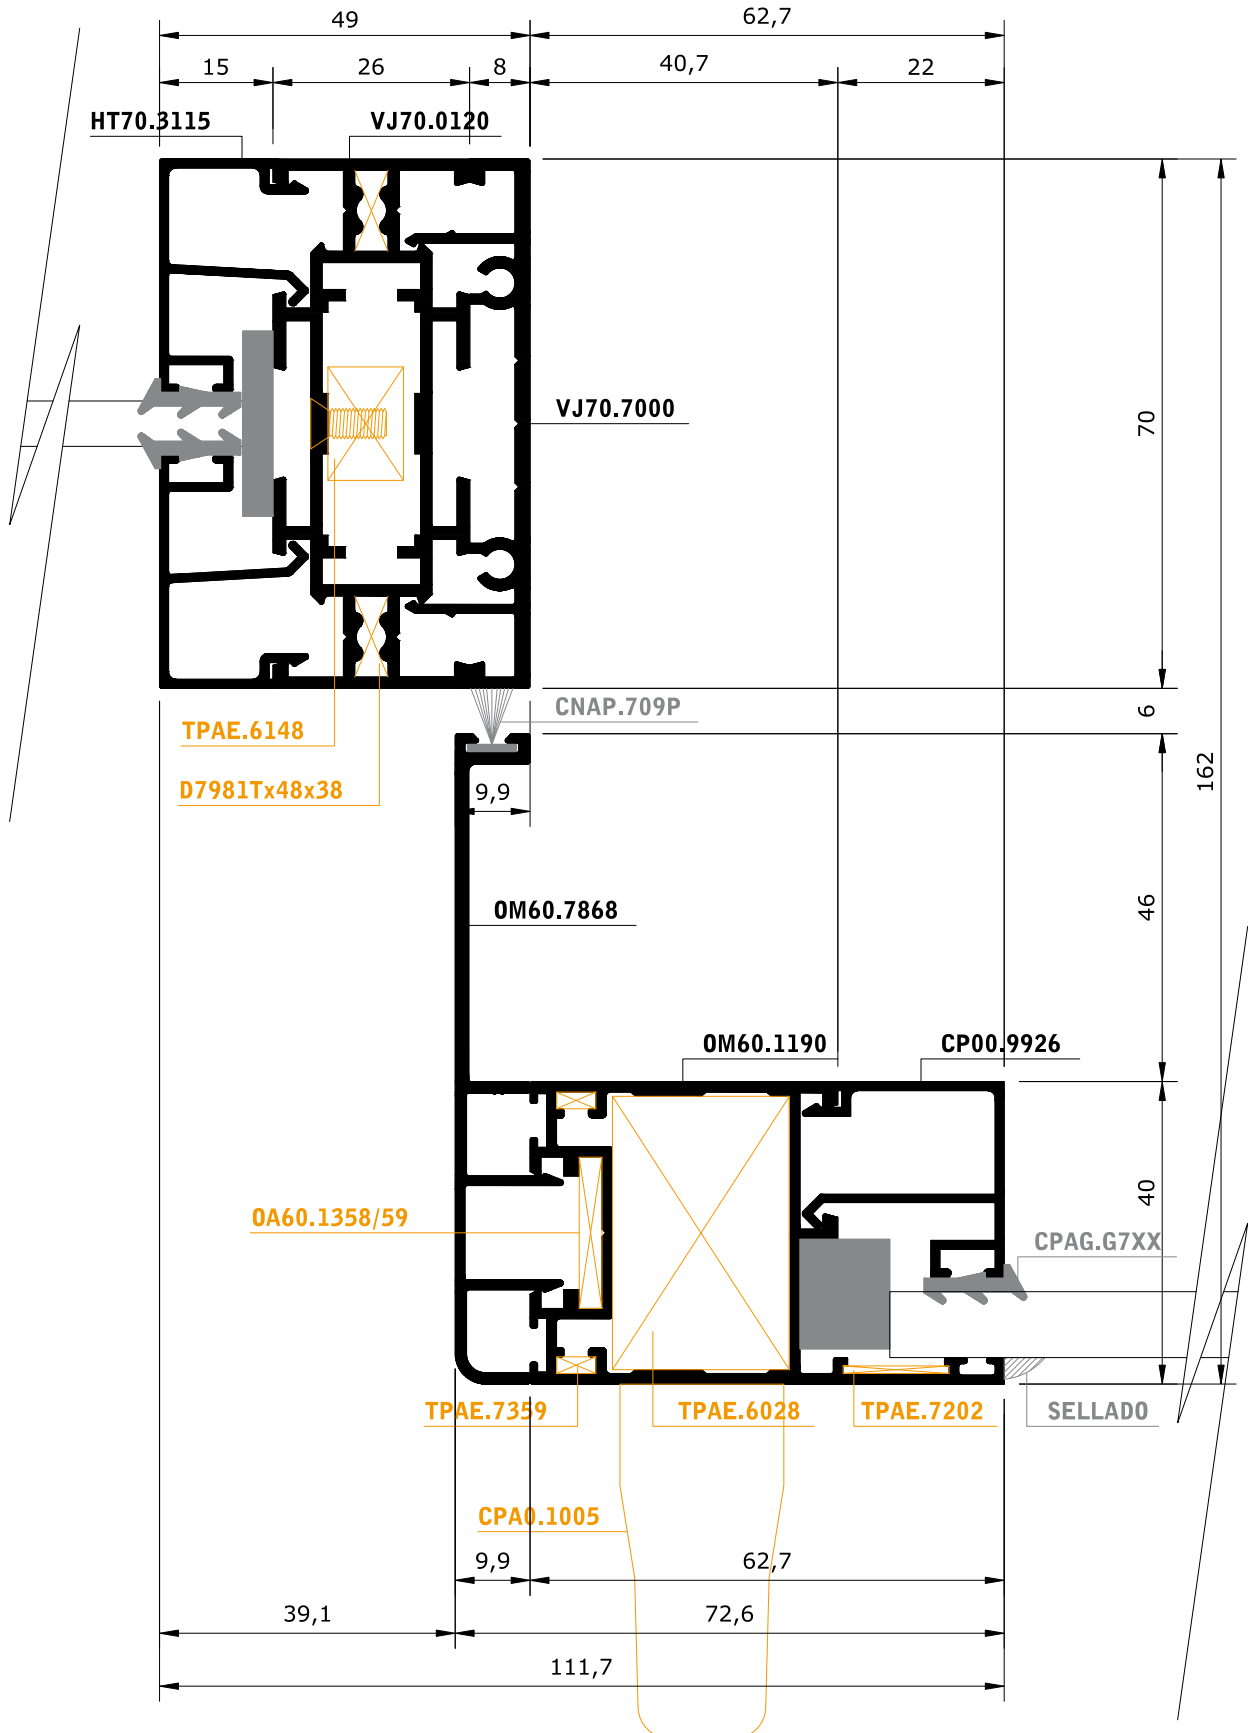 49
62,7
15
26
8
40,7
22
HT70.3115
VJ70.0120
VJ70.7000
70
CNAP.709P
6
TPAE.6148
162
D7981Tx48x38
9,9
46
OM60.7868
OM60.1190
CP00.9926
40
OA60.1358/59
CPAG.G7XX
TPAE.7359
TPAE.6028
TPAE.7202
SELLADO
CPA0.1005
9,9
62,7
39,1
72,6
111,7